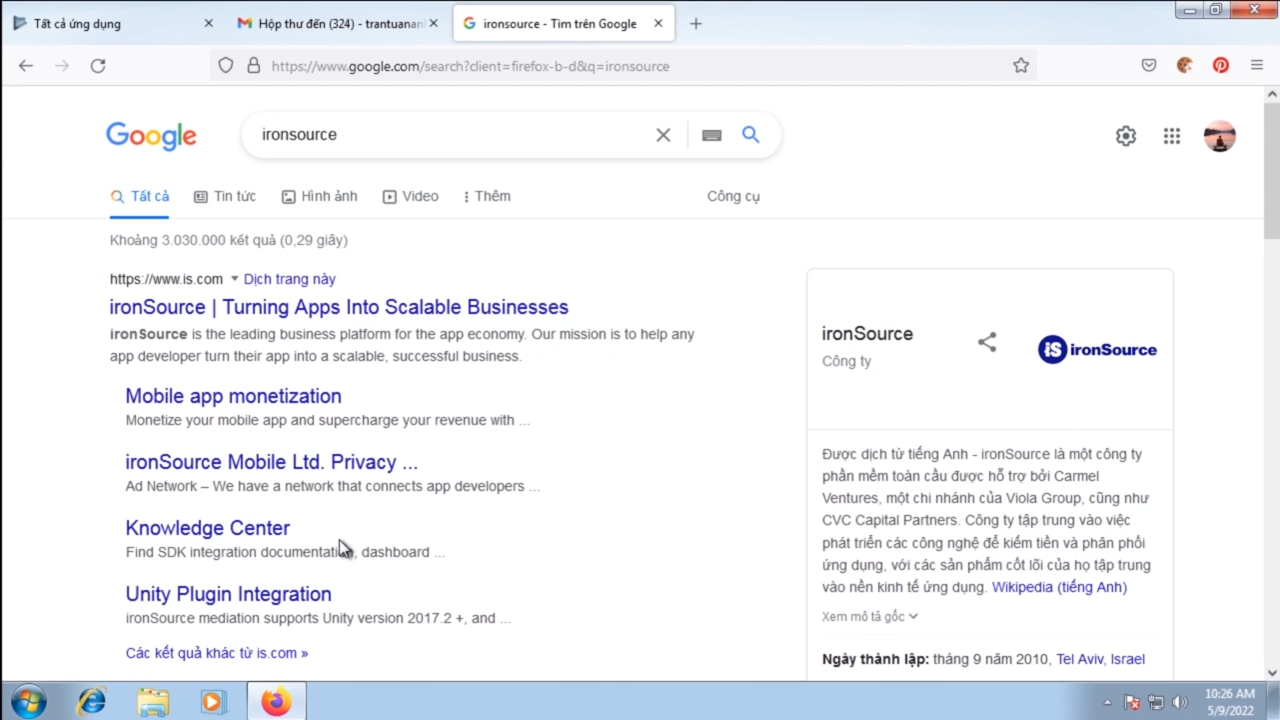 Tất cả ứng dụng
Hộp thư đến (324) - trantuanan
ironsource - Tìm trên Google
https://www.google.com/search?client=firefox-b-d&q=ironsource
Google
ironsource
Tất cả
Tin tức
Hình ảnh
Video
Thêm
Công cụ
Khoảng 3.030.000 kết quả (0,29 giây)
https://www.is.com
Dịch trang này
ironSource | Turning Apps Into Scalable Businesses
ironSource is the leading business platform for the app economy. Our mission is to help any
app developer turn their app into a scalable, successful business.
Mobile app monetization
Monetize your mobile app and supercharge your revenue with ...
ironSource Mobile Ltd. Privacy ...
Ad Network – We have a network that connects app developers ...
Knowledge Center
Find SDK integration documentation, dashboard ...
Unity Plugin Integration
ironSource mediation supports Unity version 2017.2 +, and ...
Các kết quả khác từ is.com »
ironSource
Công ty
iS ironSource
Được dịch từ tiếng Anh - ironSource là một công ty
phần mềm toàn cầu được hỗ trợ bởi Carmel
Ventures, một chi nhánh của Viola Group, cũng như
CVC Capital Partners. Công ty tập trung vào việc
phát triển các công nghệ để kiếm tiền và phân phối
ứng dụng, với các sản phẩm cốt lõi của họ tập trung
vào nền kinh tế ứng dụng. Wikipedia (tiếng Anh)
Xem mô tả gốc
Ngày thành lập: tháng 9 năm 2010, Tel Aviv, Israel
10:26 AM
5/9/2022